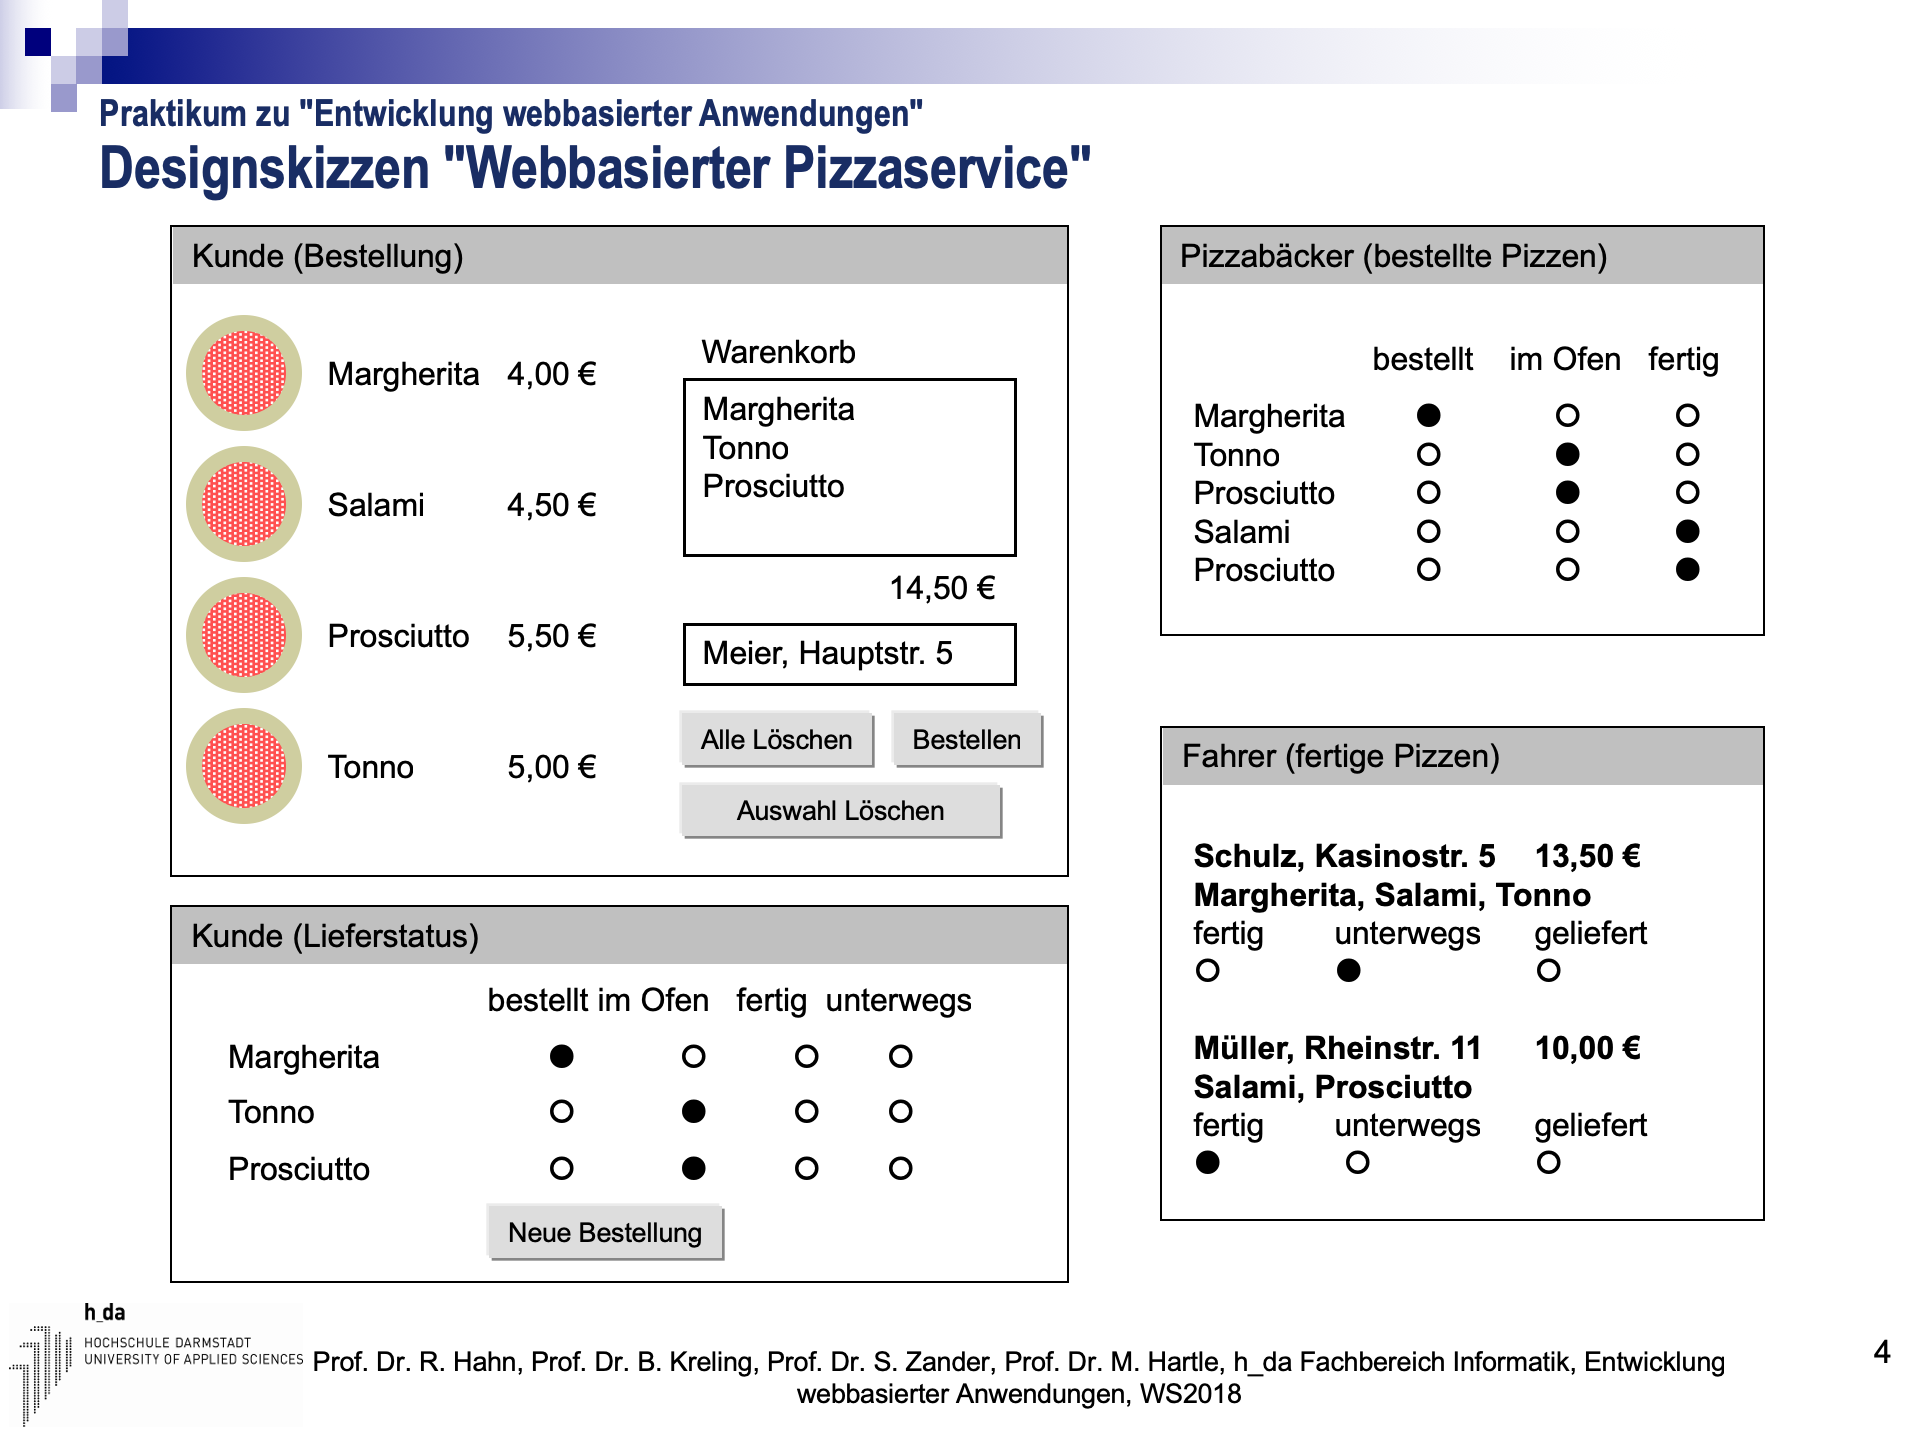 Praktikum zu "Entwicklung webbasierter Anwendungen"
Designskizzen "Webbasierter Pizzaservice"
Kunde (Bestellung)
Margherita 4,00 €
Salami 4,50 €
Prosciutto 5,50 €
Tonno 5,00 €
Warenkorb
Margherita
Tonno
Prosciutto
14,50 €
Meier, Hauptstr. 5
Alle Löschen Bestellen
Auswahl Löschen
Kunde (Lieferstatus)
bestellt im Ofen fertig unterwegs
Margherita
Tonno
Prosciutto
Neue Bestellung
Pizzabäcker (bestellte Pizzen)
bestellt im Ofen fertig
Margherita
Tonno
Prosciutto
Salami
Prosciutto
Fahrer (fertige Pizzen)
Schulz, Kasinostr. 5 13,50 €
Margherita, Salami, Tonno
fertig unterwegs geliefert
Müller, Rheinstr. 11 10,00 €
Salami, Prosciutto
fertig unterwegs geliefert
h_da
HOCHSCHULE DARMSTADT
UNIVERSITY OF APPLIED SCIENCES
Prof. Dr. R. Hahn, Prof. Dr. B. Kreling, Prof. Dr. S. Zander, Prof. Dr. M. Hartle, h_da Fachbereich Informatik, Entwicklung
webbasierter Anwendungen, WS2018
4